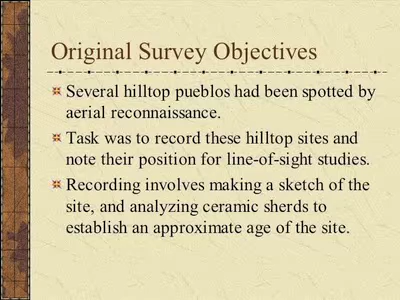 Original Survey Objectives
Several hilltop pueblos had been spotted by
aerial reconnaissance.
Task was to record these hilltop sites and
note their position for line-of-sight studies.
Recording involves making a sketch of the
site, and analyzing ceramic sherds to
establish an approximate age of the site.